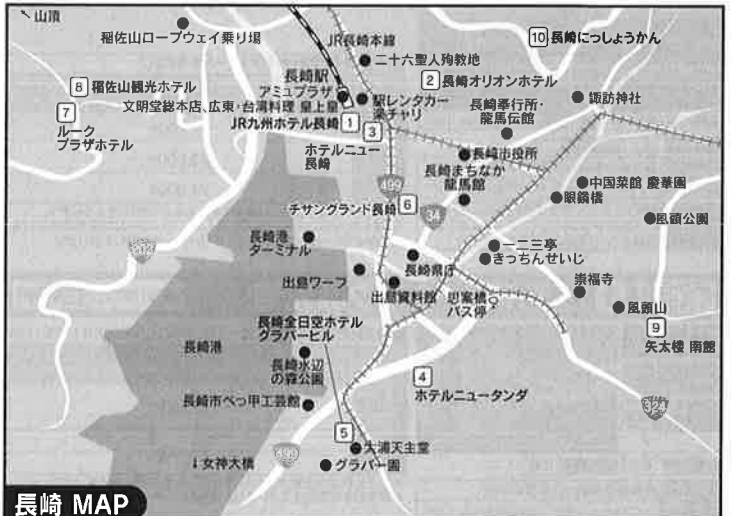 山頂
稲佐山ロープウェイ乗り場
JR長崎本線
10 長崎にっしょうかん
二十六聖人殉教地
長崎駅
アミュプラザ
2 長崎オリオンホテル
8 稲佐山観光ホテル
文明堂総本店、広東・台湾料理 皇上皇
駅レンタカー
楽チャリ
長崎奉行所・
龍馬伝館
諏訪神社
7
ルーク
プラザホテル
JR九州ホテル長崎
1
3
ホテルニュー
長崎
長崎市役所
長崎まちなか
龍馬館
499
中国菜館 慶華園
眼鏡橋
チサングランド長崎 6
34
風頭公園
長崎港
ターミナル
202
一二三亭
きっちんせいじ
長崎県庁
出島ワーフ
出島資料館
思案橋
バス停
崇福寺
風頭山
9
矢太樓 南館
長崎全日空ホテル
グラバーヒル
長崎港
長崎水辺
の森公園
4
ホテルニュータンダ
長崎市べっ甲工芸館
324
5
大浦天主堂
499
↓女神大橋
グラバー園
長崎 MAP